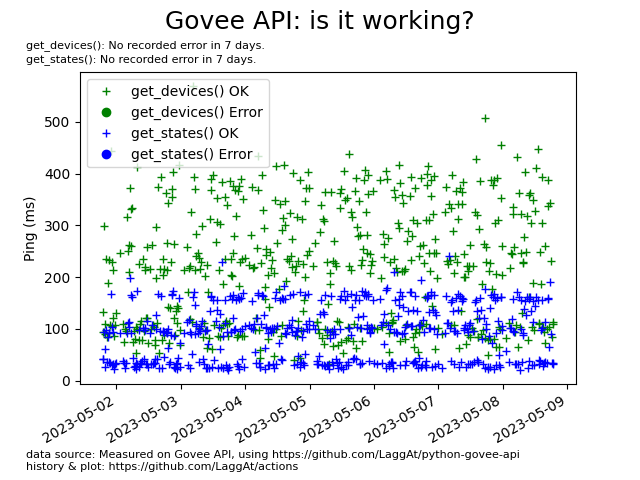 Govee API: is it working?
get_devices(): No recorded error in 7 days.
get_states(): No recorded error in 7 days.
get_devices() OK
get_devices() Error
get_states() OK
get_states() Error
Ping (ms)
500
400
300
200
100
0
2023-05-02
2023-05-03
2023-05-04
2023-05-05
2023-05-06
2023-05-07
2023-05-08
2023-05-09
data source: Measured on Govee API, using https://github.com/LaggAt/python-govee-api
history & plot: https://github.com/LaggAt/actions